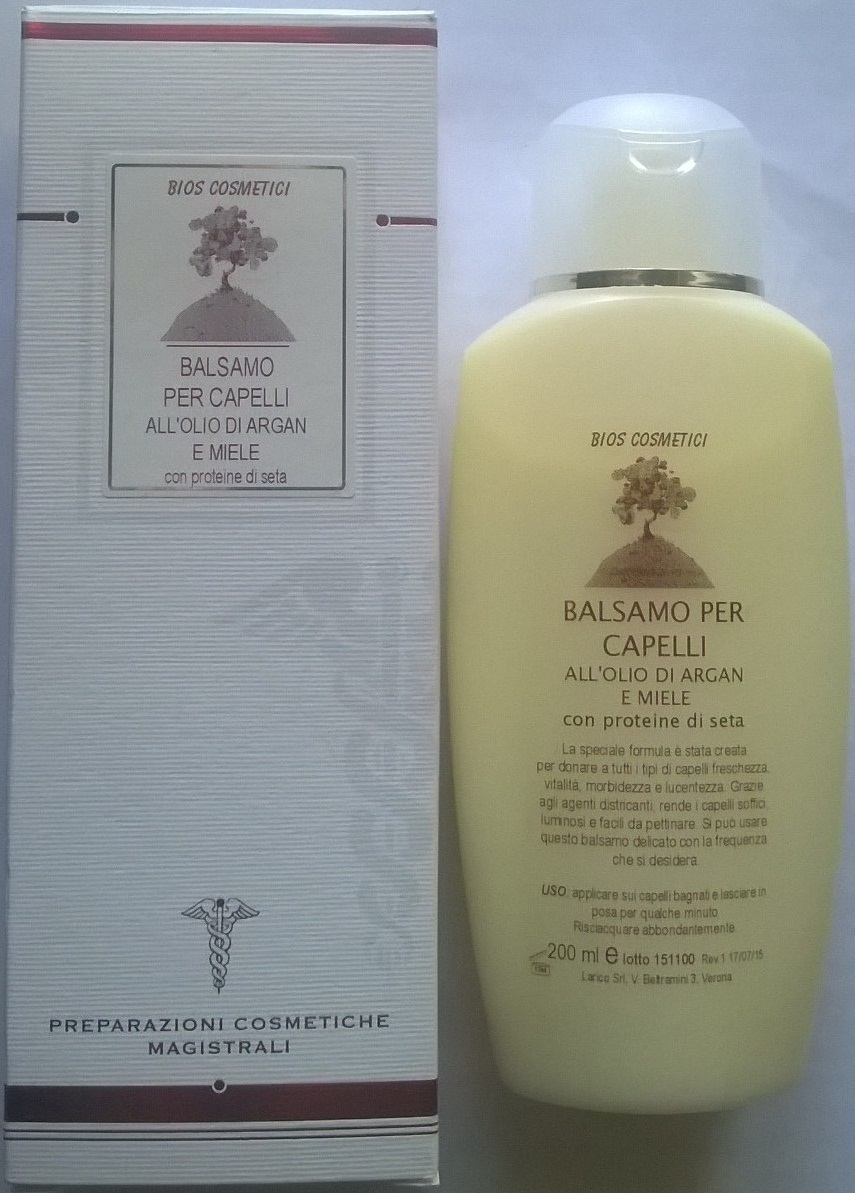 BIOS COSMETICI
BALSAMO
PER CAPELLI
ALL'OLIO DI ARGAN
E MIELE
con proteine di seta
PREPARAZIONI COSMETICHE
MAGISTRALI
BIOS COSMETICI
BALSAMO PER
CAPELLI
ALL'OLIO DI ARGAN
E MIELE
con proteine di seta
La speciale formula è stata creata
per donare a tutti i tipi di capelli freschezza,
vitalità, morbidezza e lucentezza. Grazie
agli agenti districanti, rende i capelli soffici,
luminosi e facili da pettinare. Si può usare
questo balsamo delicato con la frequenza
che si desidera.
USO: applicare sui capelli bagnati e lasciare in
posa per qualche minuto.
Risciacquare abbondantemente.
200 ml e lotto 151100 Rev.1 17/07/15
Larico Srl, V. Beltramini 3, Verona